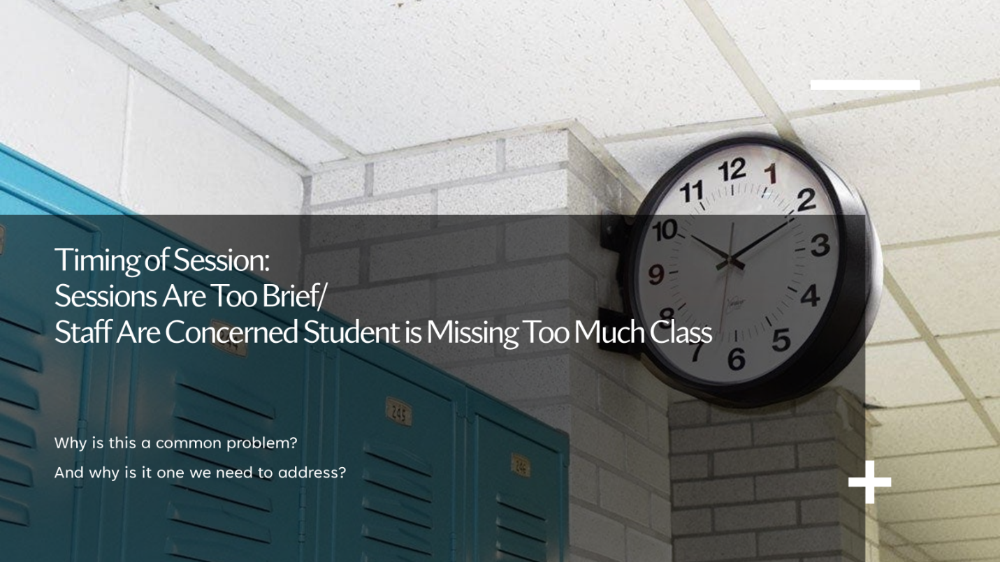 12
1
11
2
10
3
9
4
8
5
7
6
Timing of Session:
Sessions Are Too Brief/
Staff Are Concerned Student is Missing Too Much Class
245
246
Why is this a common problem?
And why is it one we need to address?